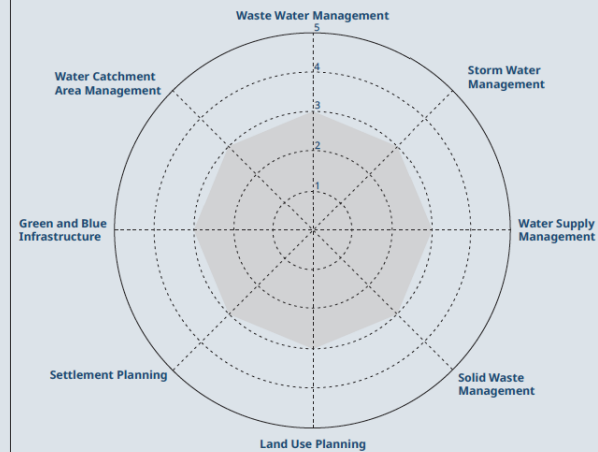 Waste Water Management
5
4
3
2
1
Storm Water
Management
Water Supply
Management
Solid Waste
Management
Land Use Planning
Settlement Planning
Green and Blue
Infrastructure
Water Catchment
Area Management